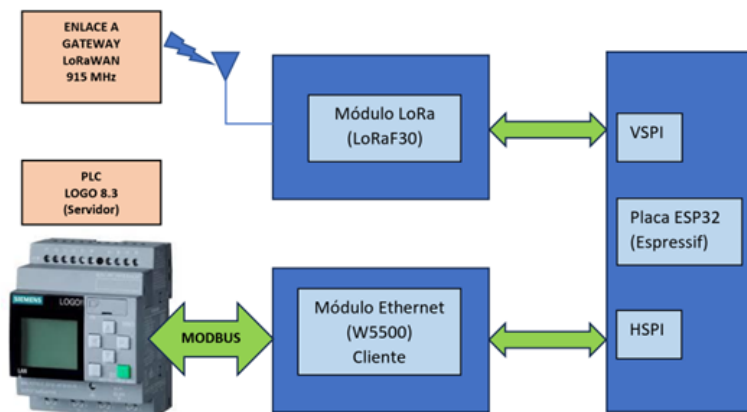 ENLACE A
GATEWAY
LoRaWAN
915 MHz
Módulo LoRa
(LoRaF30)
VSPI
PLC
LOGO 8.3
(Servidor)
Placa ESP32
(Espressif)
SIEMENS
LOGO!
MODBUS
Módulo Ethernet
(W5500)
Cliente
HSPI